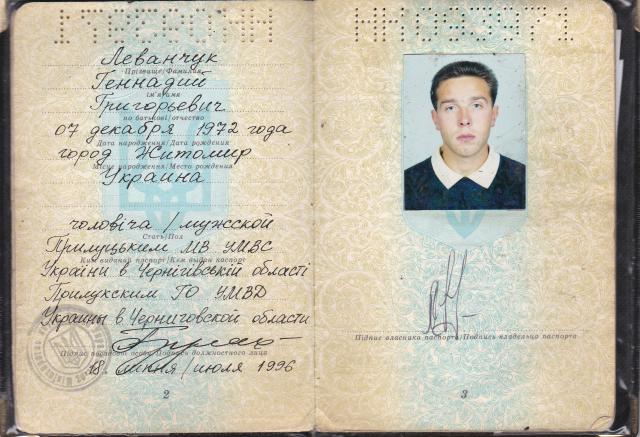 Леванчук
Прізвище/Фамилия
Геннадий
ім'я/имя
Григорьевич
по батькові/отчество
07 декабря 1972 года
Дата народження/Дата рождения
город Житомир
Місце народження/Место рождения
Украина
чоловіча/мужской
Стать/Пол
Прилуцьким МВ УМВС
Ким виданий паспорт/Кем выдан паспорт
України в Чернігівській області
Прилукским ГО УМВД
Украины в Черниговской области
Підпис посадової особи/Подпись должностного лица
18. липня/июля 1996
2
Підпис власника паспорта/Подпись владельца паспорта
3